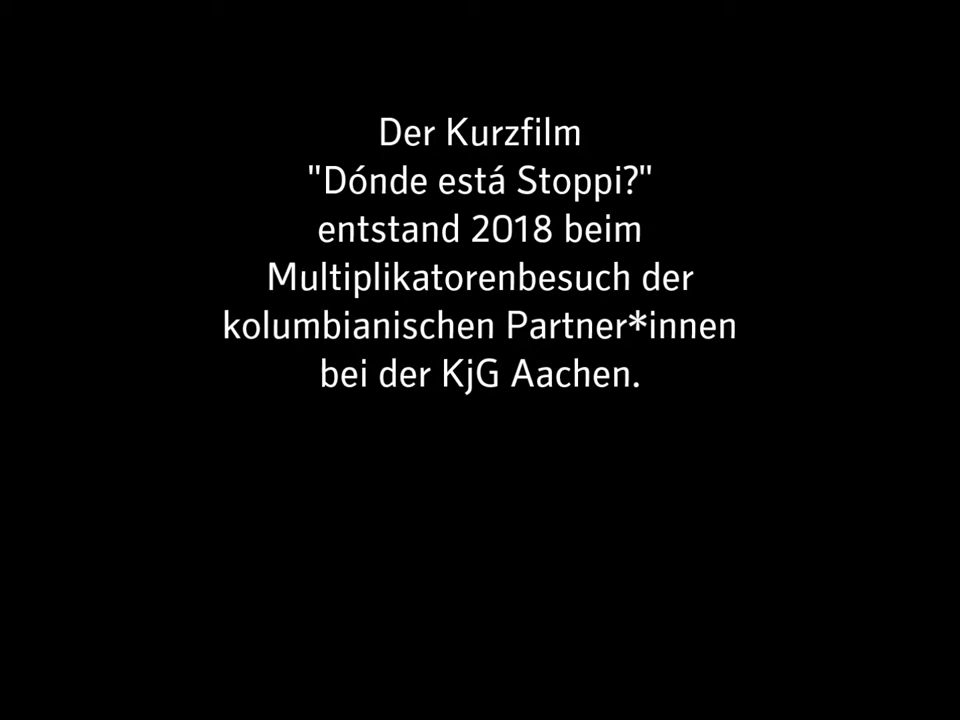 Der Kurzfilm
"Dónde está Stoppi?"
entstand 2018 beim
Multiplikatorenbesuch der
kolumbianischen Partner*innen
bei der KjG Aachen.